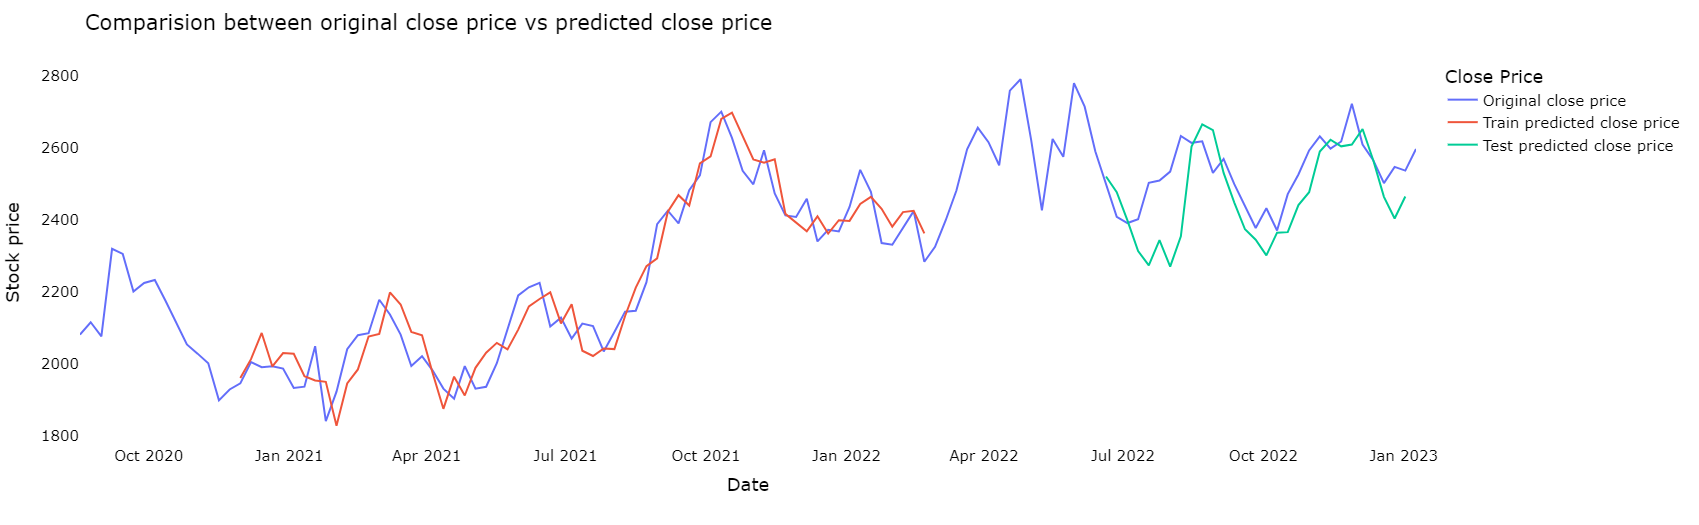 Comparision between original close price vs predicted close price
2800
2600
2400
2200
2000
1800
Stock price
Oct 2020 Jan 2021 Apr 2021 Jul 2021 Oct 2021 Jan 2022 Apr 2022 Jul 2022 Oct 2022 Jan 2023
Date
Close Price
Original close price
Train predicted close price
Test predicted close price